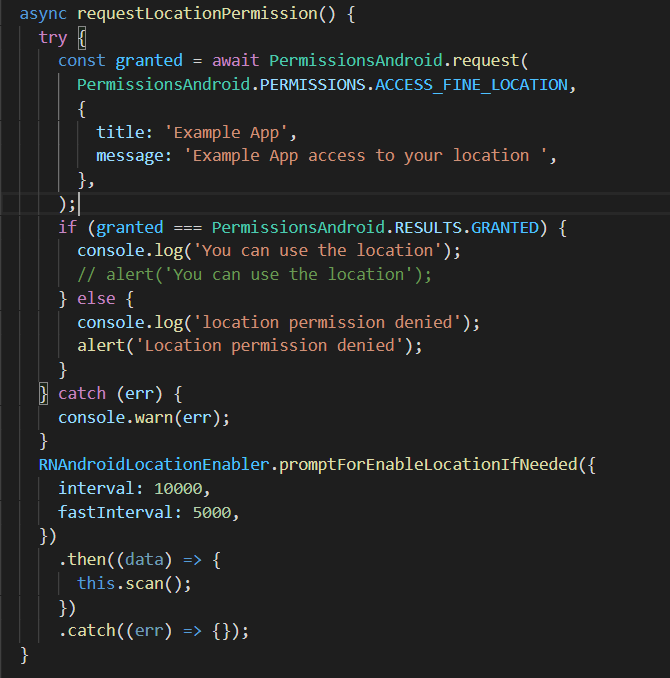 async requestLocationPermission() {
try {
const granted = await PermissionsAndroid.request(
PermissionsAndroid.PERMISSIONS.ACCESS_FINE_LOCATION,
{
title: 'Example App',
message: 'Example App access to your location ',
},
);
if (granted === PermissionsAndroid.RESULTS.GRANTED) {
console.log('You can use the location');
// alert('You can use the location');
} else {
console.log('location permission denied');
alert('Location permission denied');
}
} catch (err) {
console.warn(err);
}
RNAndroidLocationEnabler.promptForEnableLocationIfNeeded({
interval: 10000,
fastInterval: 5000,
})
.then((data) => {
this.scan();
})
.catch((err) => {});
}